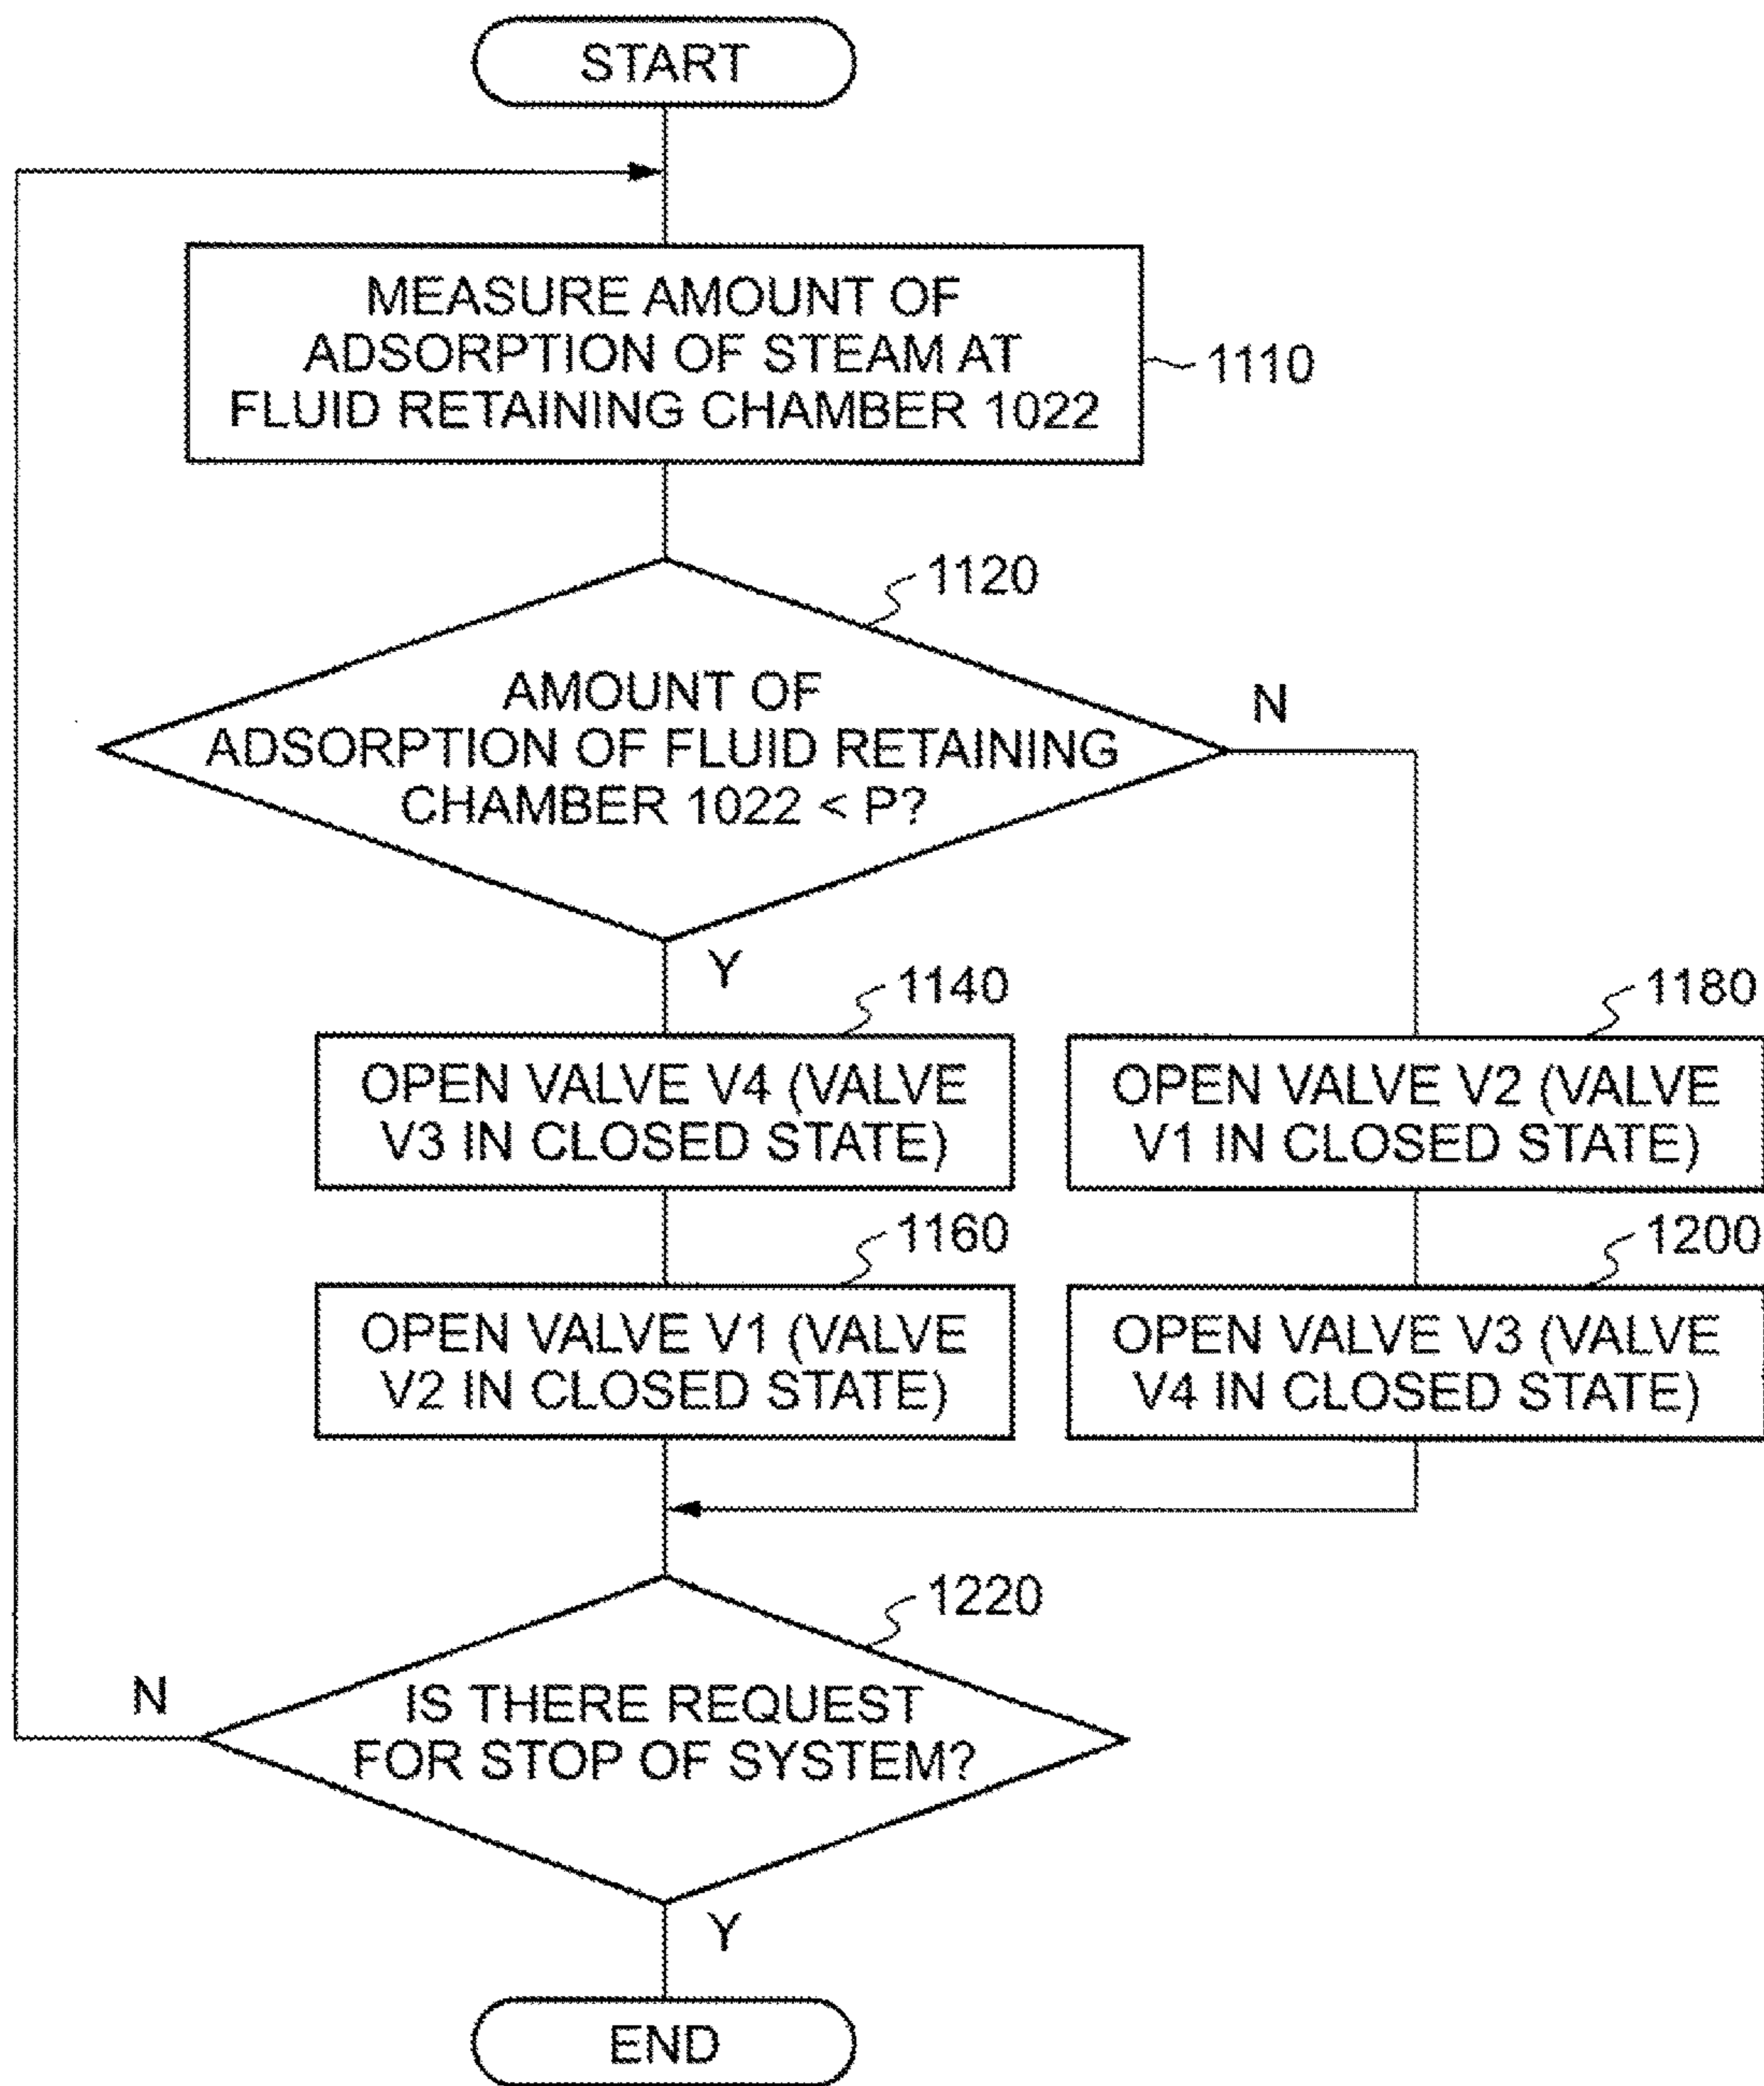 START
MEASURE AMOUNT OF
ADSORPTION OF STEAM AT
FLUID RETAINING CHAMBER 1022
1110
1120
AMOUNT OF
ADSORPTION OF FLUID RETAINING
CHAMBER 1022 < P?
N
Y
1140
OPEN VALVE V4 (VALVE
V3 IN CLOSED STATE)
1180
OPEN VALVE V2 (VALVE
V1 IN CLOSED STATE)
1160
OPEN VALVE V1 (VALVE
V2 IN CLOSED STATE)
1200
OPEN VALVE V3 (VALVE
V4 IN CLOSED STATE)
1220
IS THERE REQUEST
FOR STOP OF SYSTEM?
N
Y
END